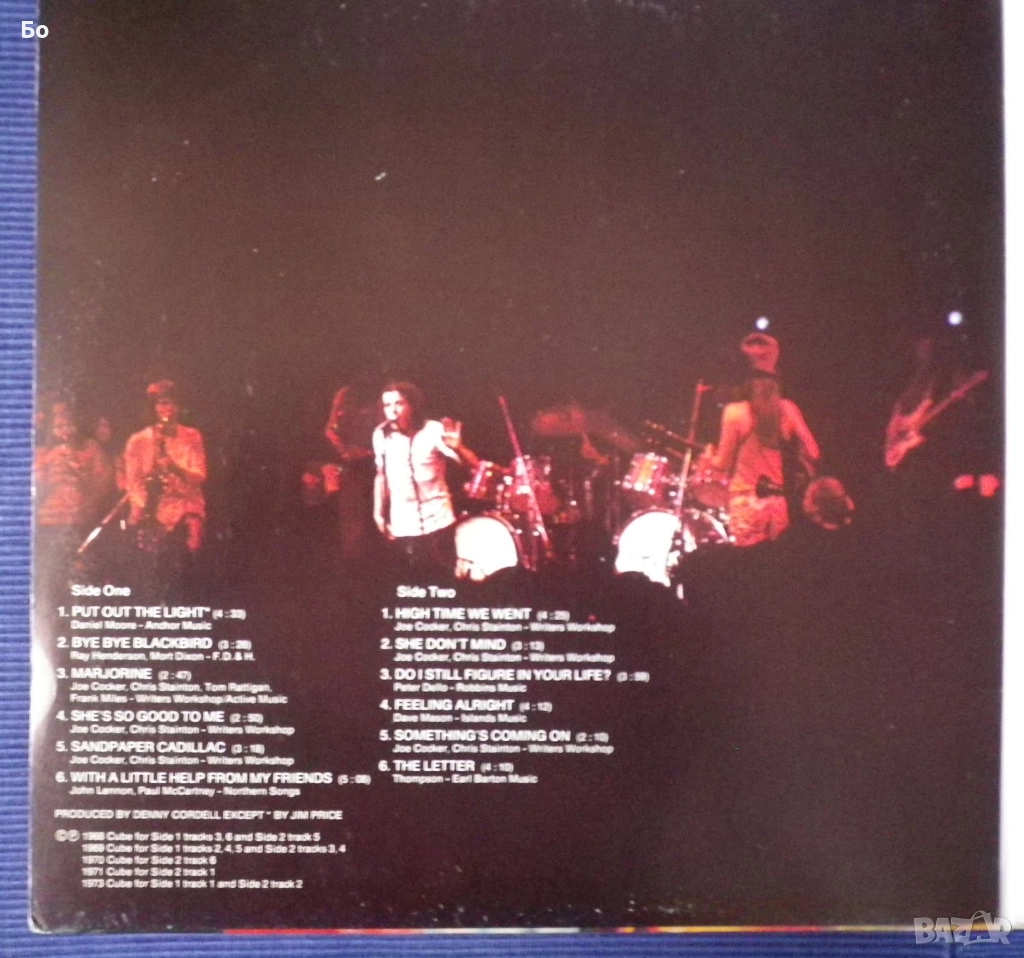 Бо
Side One
1. PUT OUT THE LIGHT* (4:33)
Daniel Moore - Anchor Music
2. BYE BYE BLACKBIRD (3:28)
Ray Henderson, Mort Dixon - F.D.& H.
3. MARJORINE (2:47)
Joe Cocker, Chris Stainton, Tom Rattigan,
Frank Miles - Writers Workshop/Active Music
4. SHE'S SO GOOD TO ME (2:50)
Joe Cocker, Chris Stainton - Writers Workshop
5. SANDPAPER CADILLAC (3:18)
Joe Cocker, Chris Stainton - Writers Workshop
6. WITH A LITTLE HELP FROM MY FRIENDS (5:08)
John Lennon, Paul McCartney - Northern Songs
Side Two
1. HIGH TIME WE WENT (4:25)
Joe Cocker, Chris Stainton - Writers Workshop
2. SHE DON'T MIND (3:13)
Joe Cocker, Chris Stainton - Writers Workshop
3. DO I STILL FIGURE IN YOUR LIFE? (3:59)
Peter Dello - Robbins Music
4. FEELING ALRIGHT (4:12)
Dave Mason - Islands Music
5. SOMETHING'S COMING ON (2:10)
Joe Cocker, Chris Stainton - Writers Workshop
6. THE LETTER (4:10)
Thompson - Earl Barton Music
PRODUCED BY DENNY CORDELL EXCEPT * BY JIM PRICE
©℗ 1968 Cube for Side 1 tracks 3, 6 and Side 2 track 5
1969 Cube for Side 1 tracks 2, 4, 5 and Side 2 tracks 3, 4
1970 Cube for Side 2 track 6
1971 Cube for Side 2 track 1
1973 Cube for Side 1 track 1 and Side 2 track 2
BAZAR